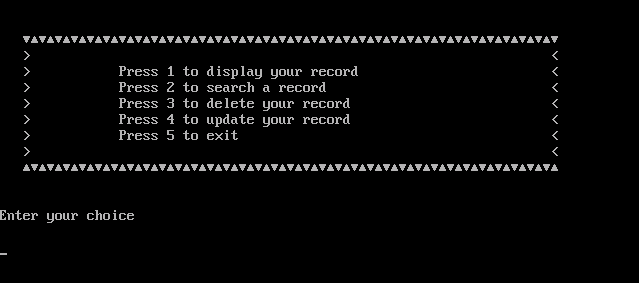 ▼▲▼▲▼▲▼▲▼▲▼▲▼▲▼▲▼▲▼▲▼▲▼▲▼▲▼▲▼▲▼▲▼▲▼▲▼▲▼▲▼▲▼▲▼▲▼▲▼▲▼▲▼▲▼▲▼▲▼▲▼▲▼▲▼▲▼
> <
> Press 1 to display your record <
> Press 2 to search a record <
> Press 3 to delete your record <
> Press 4 to update your record <
> Press 5 to exit <
> <
▲▼▲▼▲▼▲▼▲▼▲▼▲▼▲▼▲▼▲▼▲▼▲▼▲▼▲▼▲▼▲▼▲▼▲▼▲▼▲▼▲▼▲▼▲▼▲▼▲▼▲▼▲▼▲▼▲▼▲▼▲▼▲▼▲▼▲
Enter your choice
_